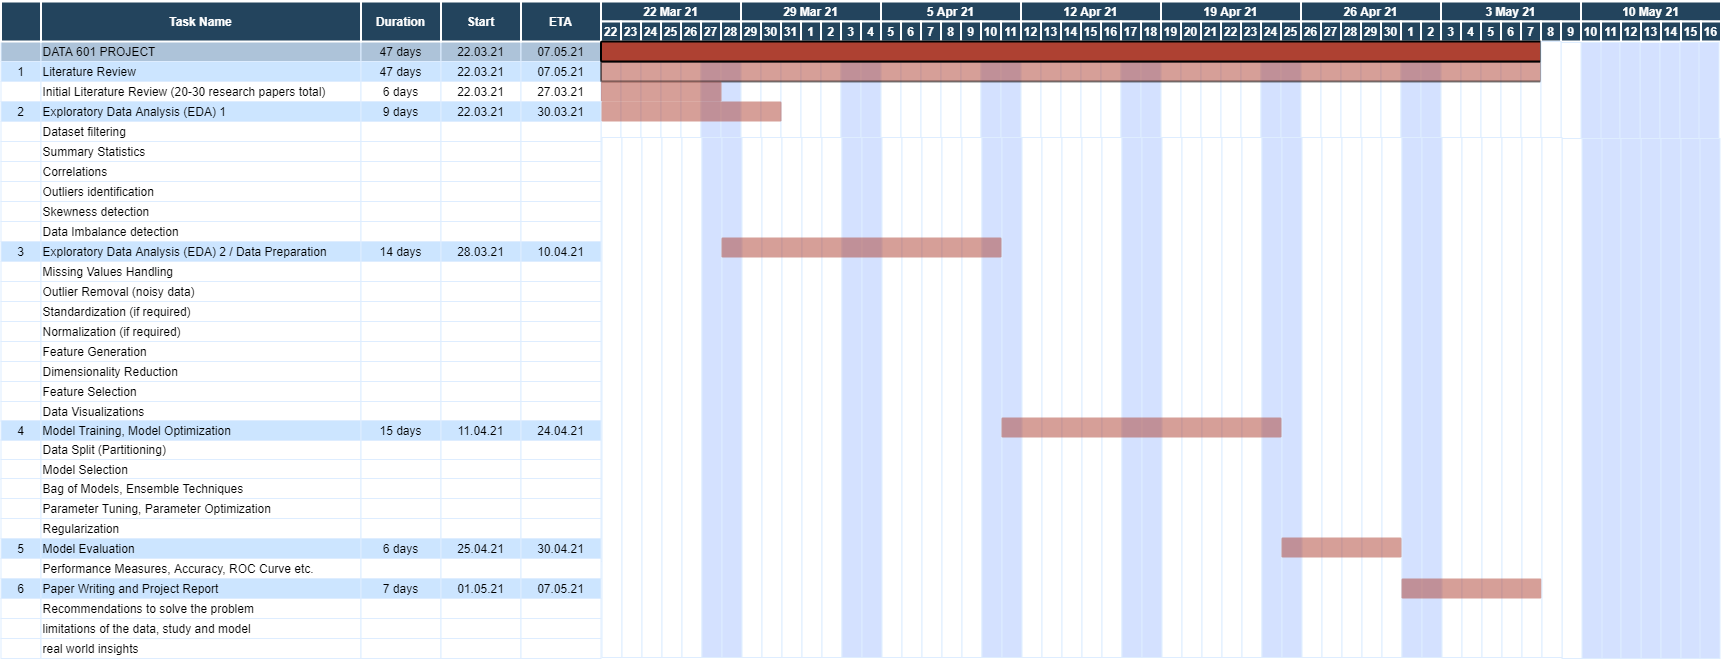 Task Name Duration Start ETA 22 Mar 21 29 Mar 21 5 Apr 21 12 Apr 21 19 Apr 21 26 Apr 21 3 May 21 10 May 21
22 23 24 25 26 27 28 29 30 31 1 2 3 4 5 6 7 8 9 10 11 12 13 14 15 16 17 18 19 20 21 22 23 24 25 26 27 28 29 30 1 2 3 4 5 6 7 8 9 10 11 12 13 14 15 16
DATA 601 PROJECT 47 days 22.03.21 07.05.21
1 Literature Review 47 days 22.03.21 07.05.21
Initial Literature Review (20-30 research papers total) 6 days 22.03.21 27.03.21
2 Exploratory Data Analysis (EDA) 1 9 days 22.03.21 30.03.21
Dataset filtering
Summary Statistics
Correlations
Outliers identification
Skewness detection
Data Imbalance detection
3 Exploratory Data Analysis (EDA) 2 / Data Preparation 14 days 28.03.21 10.04.21
Missing Values Handling
Outlier Removal (noisy data)
Standardization (if required)
Normalization (if required)
Feature Generation
Dimensionality Reduction
Feature Selection
Data Visualizations
4 Model Training, Model Optimization 15 days 11.04.21 24.04.21
Data Split (Partitioning)
Model Selection
Bag of Models, Ensemble Techniques
Parameter Tuning, Parameter Optimization
Regularization
5 Model Evaluation 6 days 25.04.21 30.04.21
Performance Measures, Accuracy, ROC Curve etc.
6 Paper Writing and Project Report 7 days 01.05.21 07.05.21
Recommendations to solve the problem
limitations of the data, study and model
real world insights